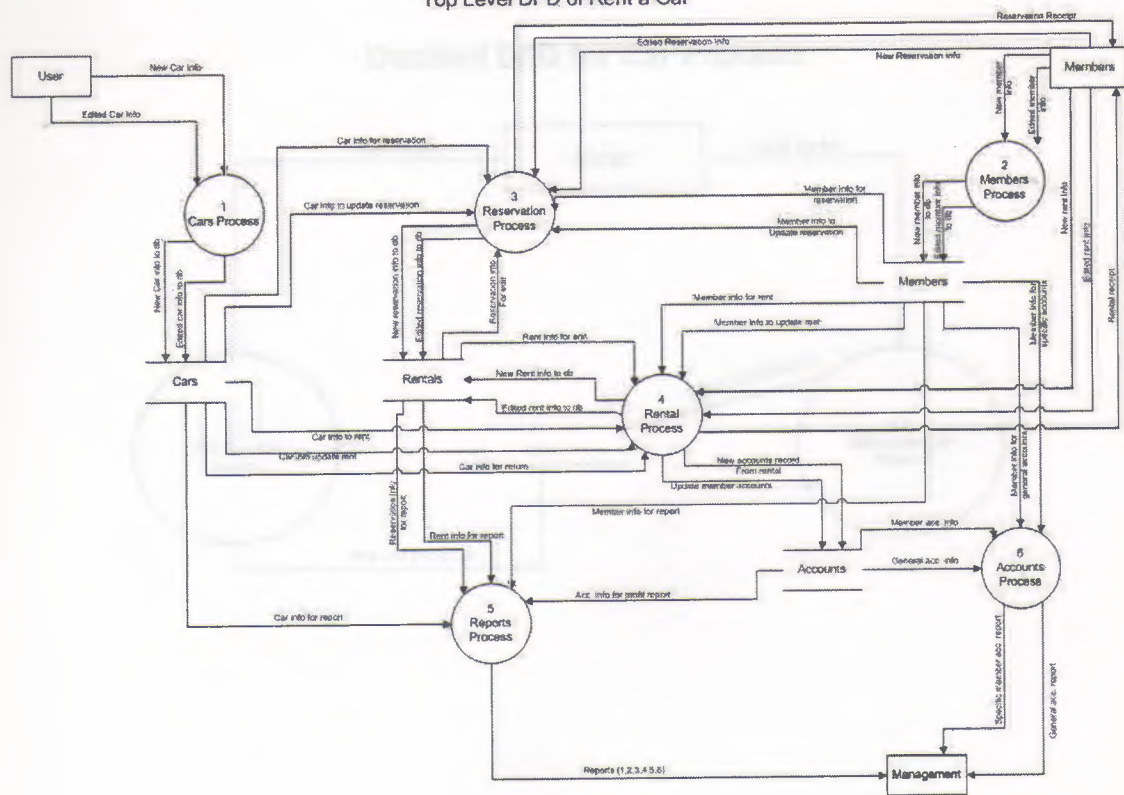 Top Level DFD of Rent a Car
Reservation Receipt
Edited Reservation Info
New Reservation info
User
New Car Info
Edited Car Info
Members
New member
info
Edited member
info
Car info for reservation
1
Cars Process
Car info to update reservation
3
Reservation
Process
2
Members
Process
Member info for
reservation
Member info to
Update reservation
New member info
to db
Edited member info
to db
New rent info
Edited rent info
Rental receipt
New Car info to db
Edited car info to db
New reservation info to db
Edited reservation info to db
Reservation info
For edit
Members
Member info for
specific accounts
Member info for rent
Member info to update rent
Rent info for edit
Cars
Rentals
New Rent info to db
Edited rent info to db
4
Rental
Process
Car info to rent
Car info update rent
Car info for return
New accounts record
From rental
Update member accounts
Member info for
general accounts
Reservation info
for report
Rent info for report
Member info for report
Member acc. info
Accounts
General acc. info
6
Accounts
Process
Acc. info for profit report
5
Reports
Process
Car info for report
Specific member acc. report
General acc. report
Reports (1,2,3,4,5,6)
Management